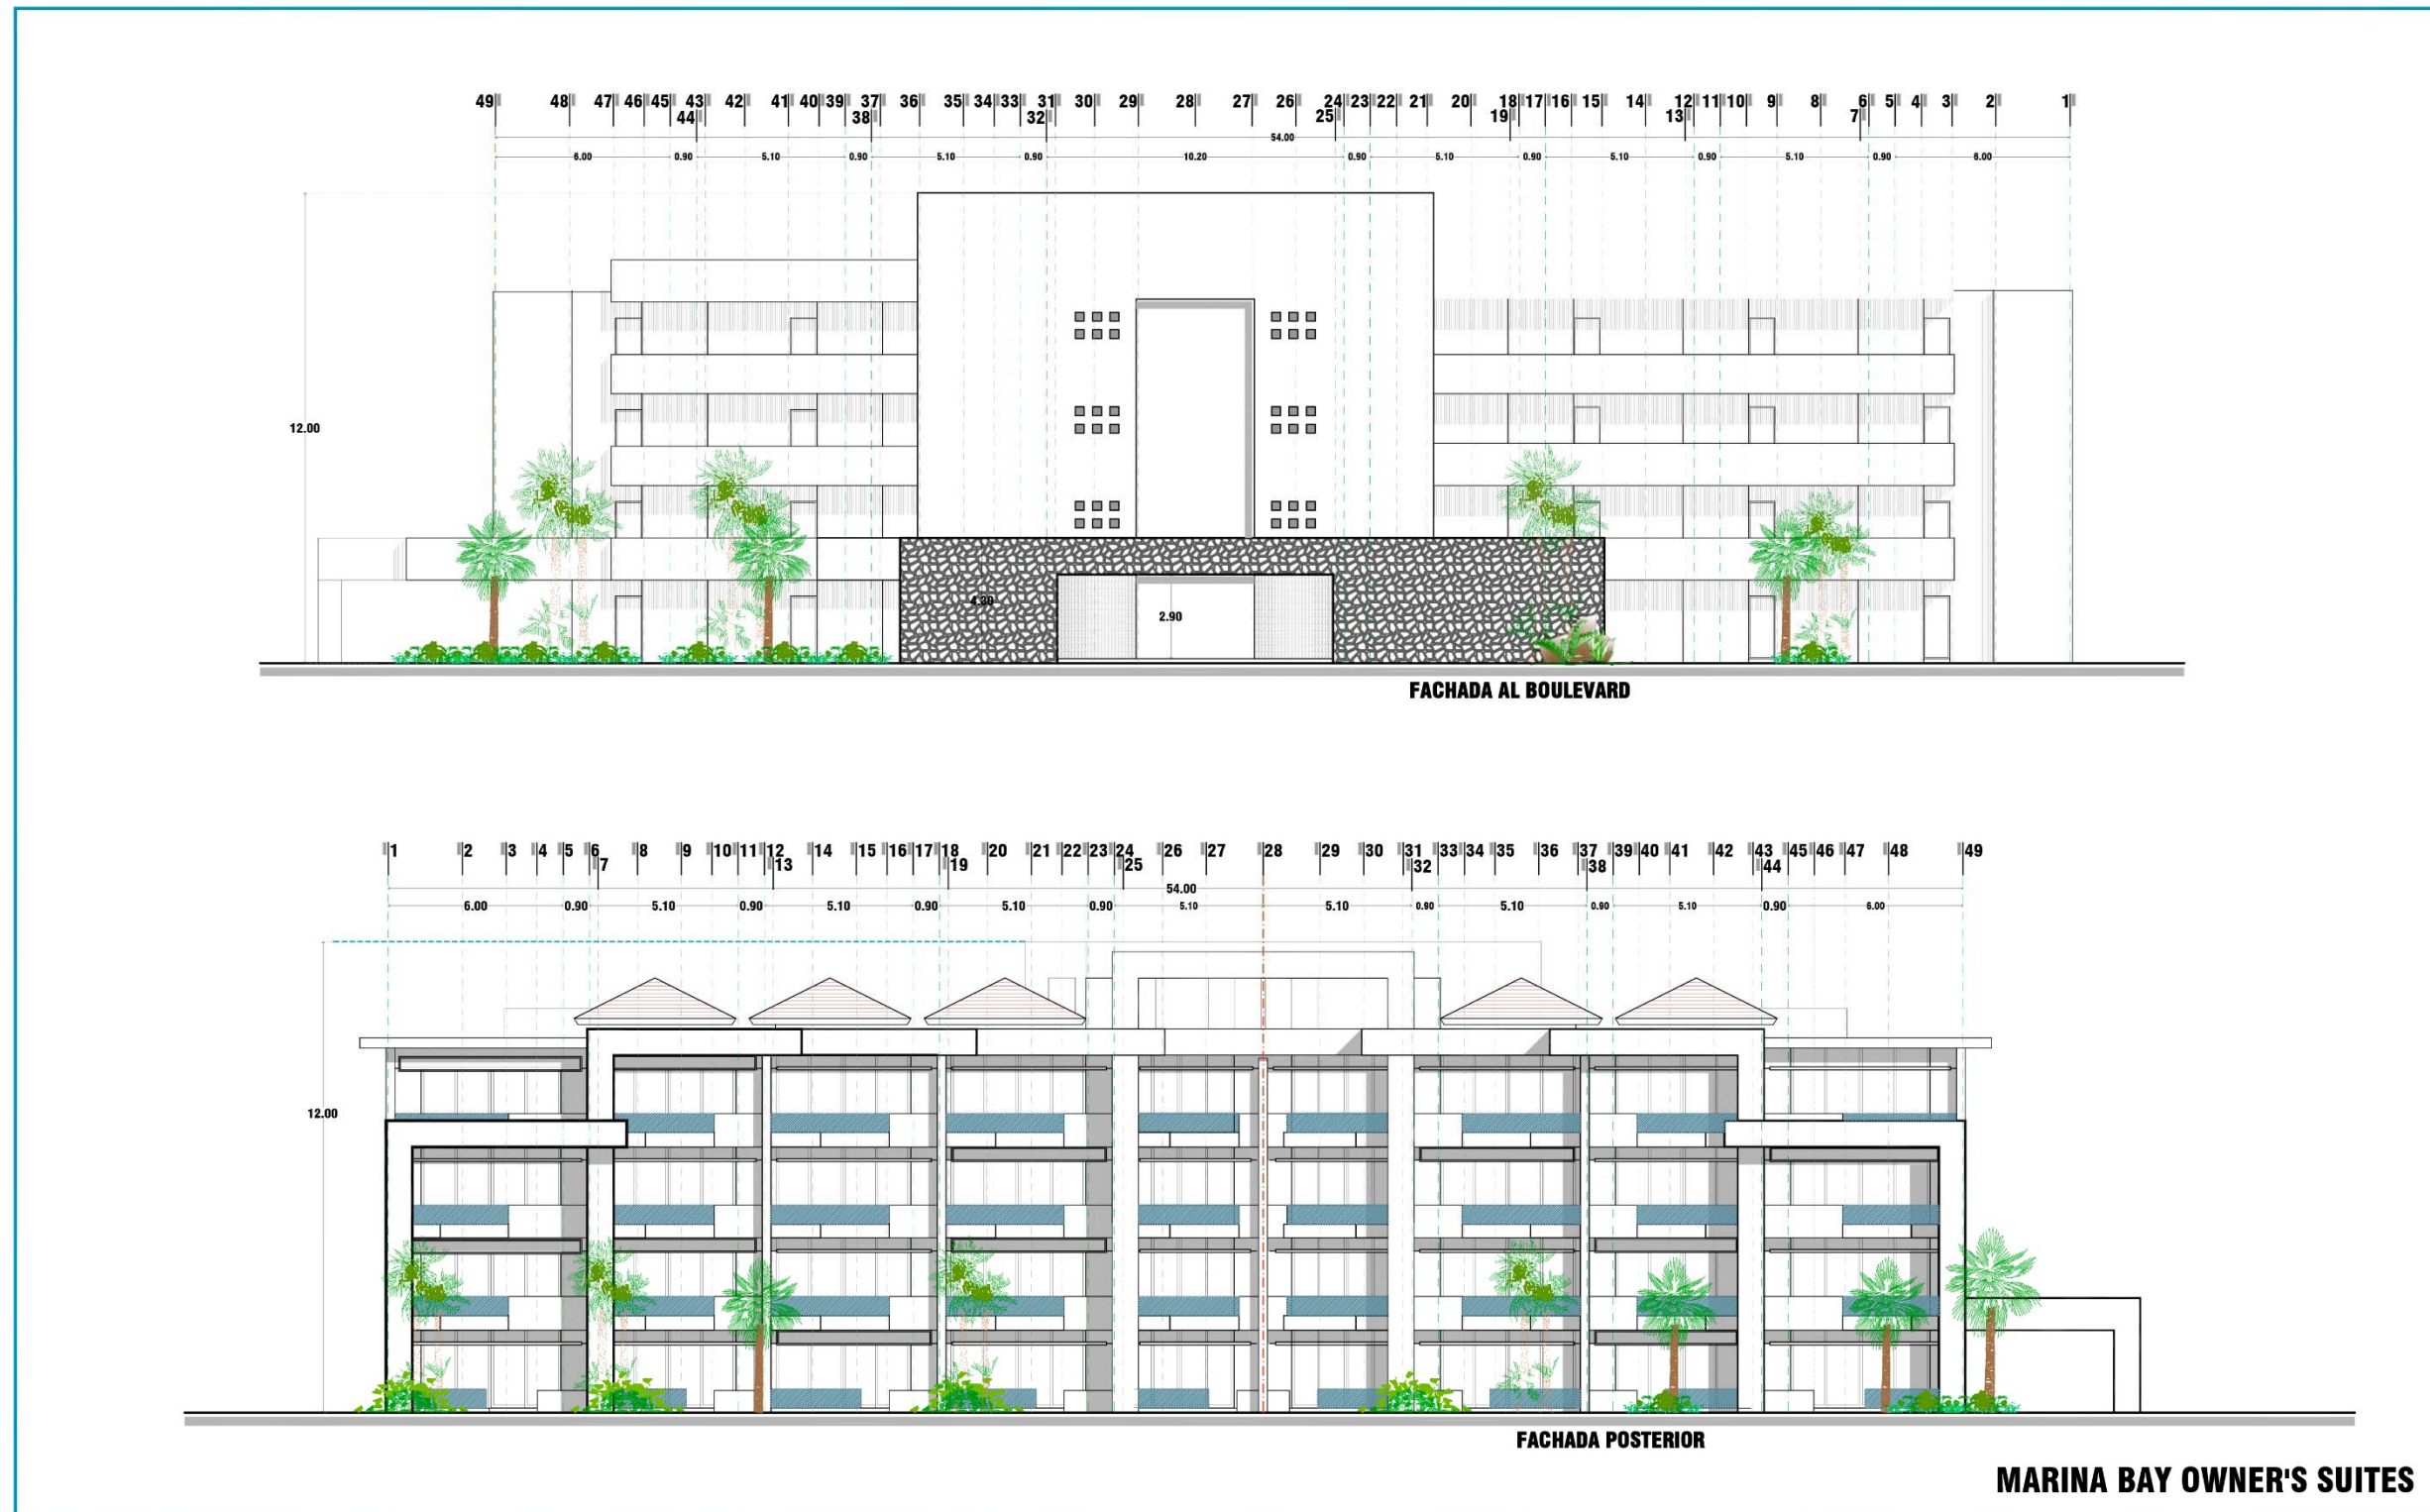 49 48 47 46 45 43 42 41 40 39 37 36 35 34 33 31 30 29 28 27 26 24 23 22 21 20 18 17 16 15 14 12 11 10 9 8 6 5 4 3 2 1
44 38 32 25 19 13 7
54.00
6.00 0.90 5.10 0.90 5.10 0.90 10.20 0.90 5.10 0.90 5.10 0.90 5.10 0.90 6.00
12.00
4.30
2.90
FACHADA AL BOULEVARD
1 2 3 4 5 6 8 9 10 11 12 14 15 16 17 18 20 21 22 23 24 26 27 28 29 30 31 33 34 35 36 37 39 40 41 42 43 45 46 47 48 49
7 13 19 25 32 38 44
54.00
6.00 0.90 5.10 0.90 5.10 0.90 5.10 0.90 5.10 5.10 0.90 5.10 0.90 5.10 0.90 6.00
12.00
FACHADA POSTERIOR
MARINA BAY OWNER'S SUITES